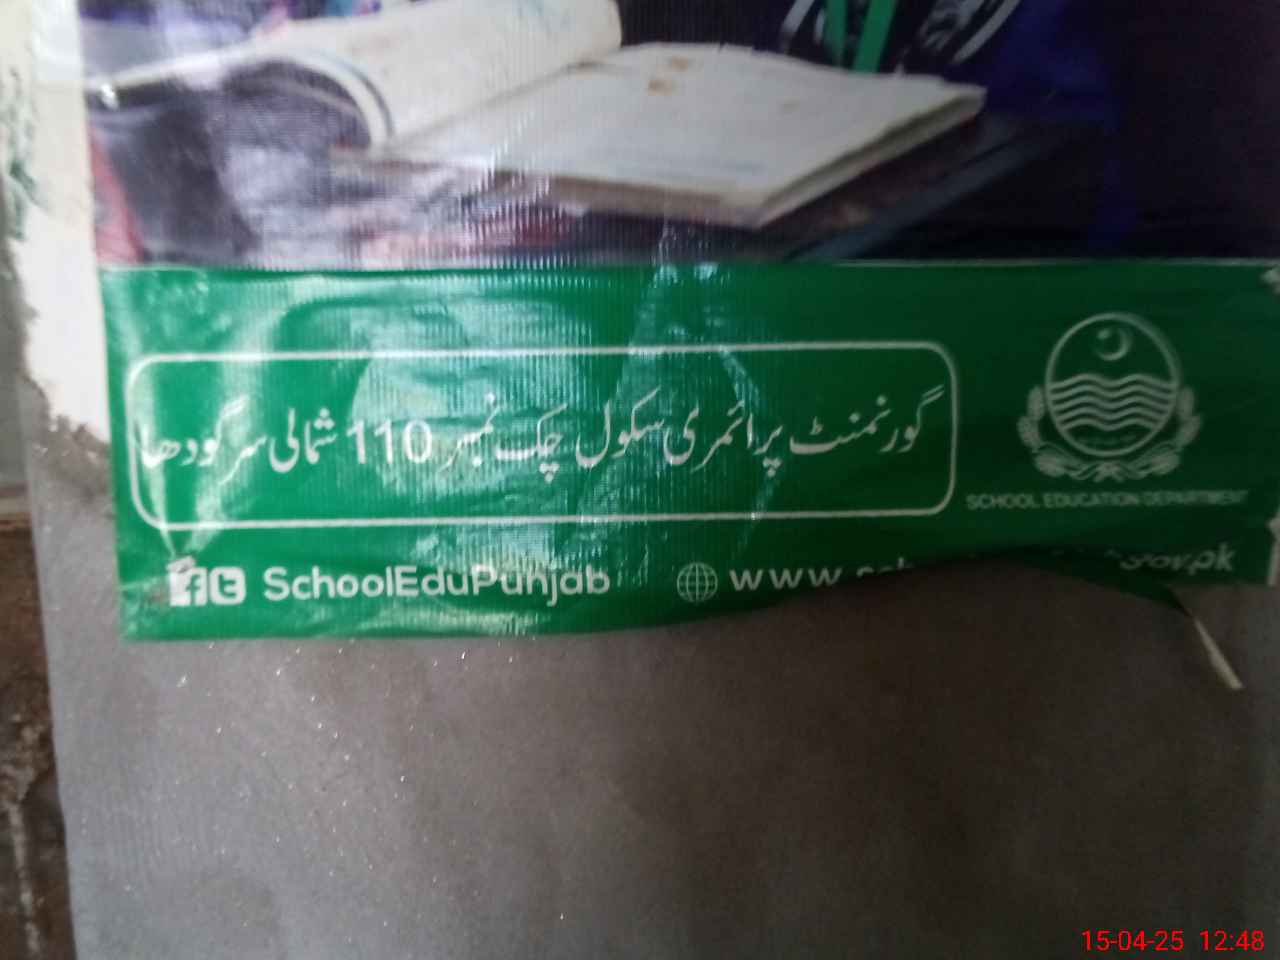 گورنمنٹ پرائمری سکول چک نمبر 110 شمالی سرگودھا
SCHOOL EDUCATION DEPARTMENT
SchoolEduPunjab
www. gov.pk
15-04-25 12:48